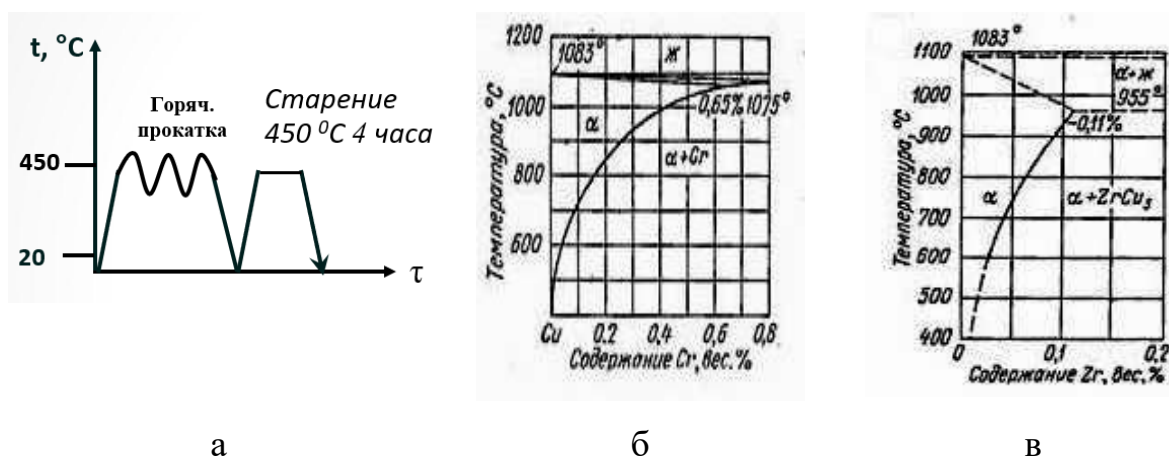 t, °C
Горяч.
прокатка
Старение
450 ⁰C 4 часа
450
20
τ
1200
1083°
ж
1000
-0,65%1075°
α
α+Cr
800
600
Температура, °C
Cu
0.2
0,4
0,6
0,8
Содержание Cr, вес.%
1083°
1100
α+ж
1000
955°
-0,11%
900
800
α
α+ZrCu₃
700
600
500
400
Температура, °C
0
0,1
0,2
Содержание Zr, вес.%
а
б
в